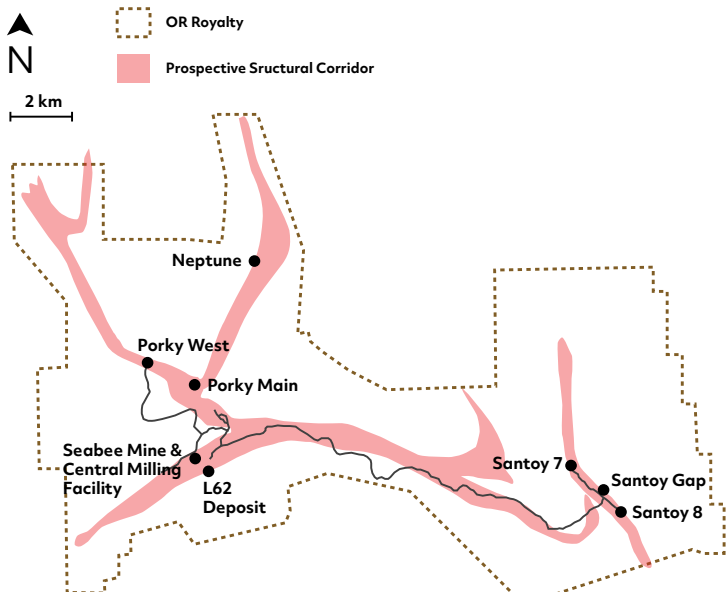 OR Royalty
N
Prospective Sructural Corridor
2 km
Neptune
Porky West
Porky Main
Seabee Mine &
Central Milling
Facility
L62
Deposit
Santoy 7
Santoy Gap
Santoy 8